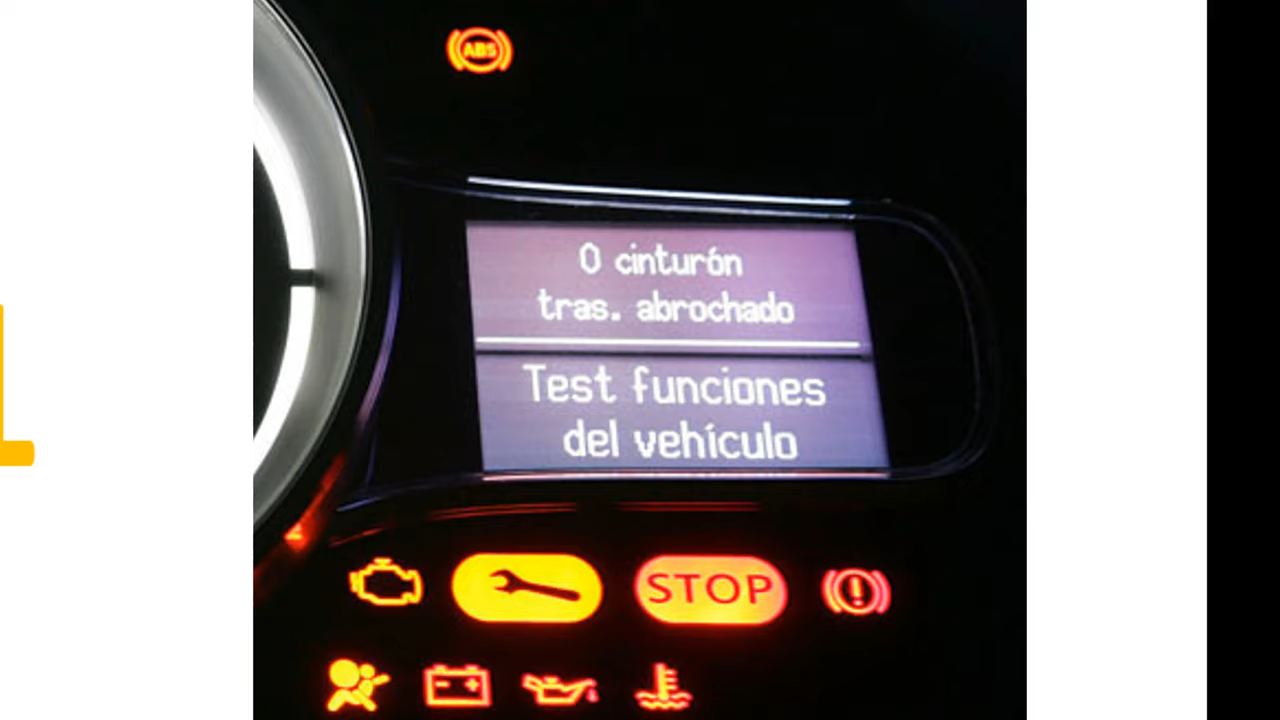 ABS
0 cinturón
tras. abrochado
Test funciones
del vehículo
STOP